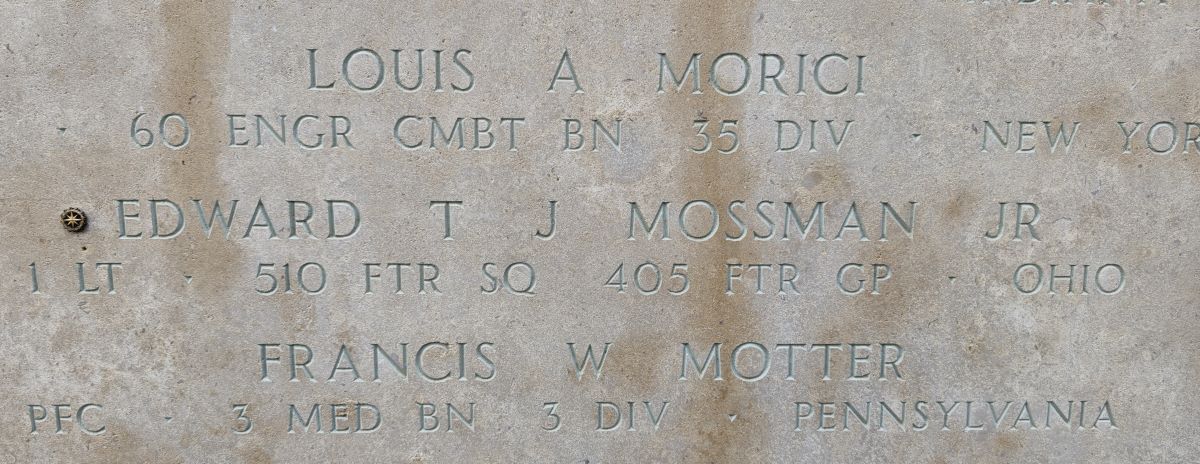 LOUIS A MORICI
· 60 ENGR CMBT BN 35 DIV · NEW YOR
EDWARD T J MOSSMAN JR
1 LT · 510 FTR SQ 405 FTR GP · OHIO
FRANCIS W MOTTER
PFC · 3 MED BN 3 DIV · PENNSYLVANIA